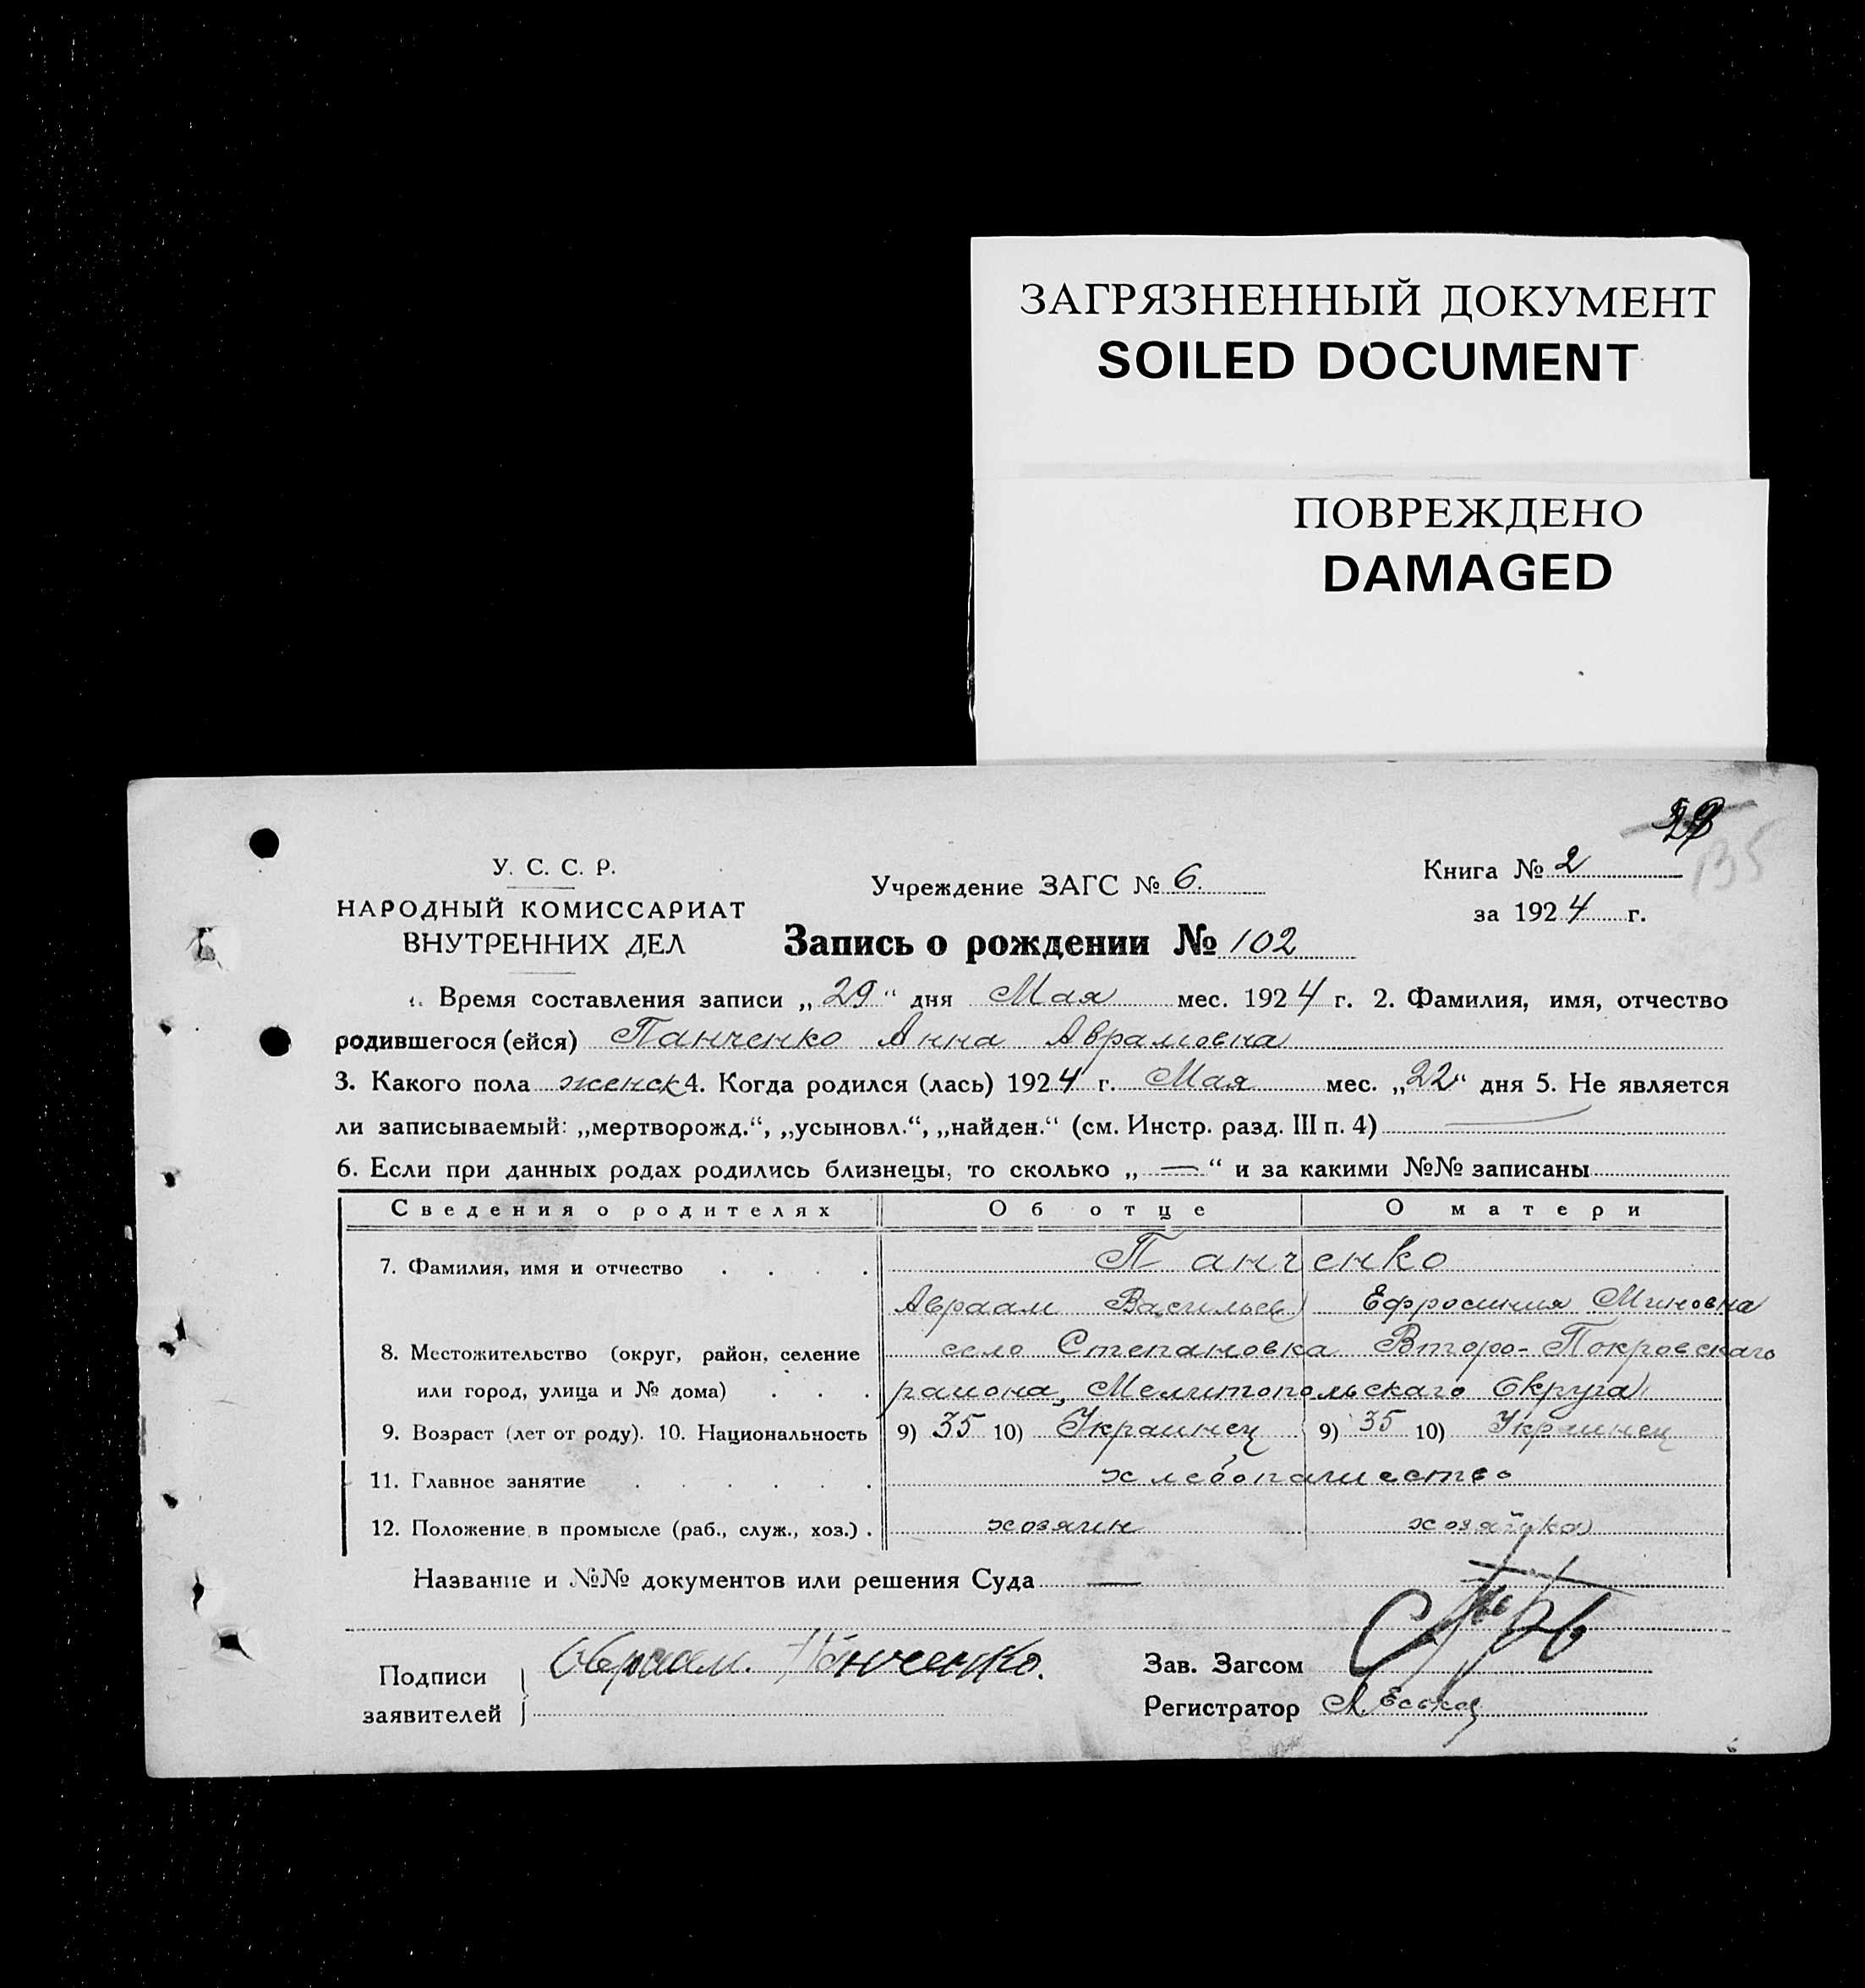 ЗАГРЯЗНЕННЫЙ ДОКУМЕНТ
SOILED DOCUMENT
ПОВРЕЖДЕНО
DAMAGED
135
У. С. С. Р.
НАРОДНЫЙ КОМИССАРИАТ
ВНУТРЕННИХ ДЕЛ
Учреждение ЗАГС № 6.
Книга № 2
за 1924 г.
Запись о рождении № 102
1. Время составления записи „29“ дня Мая мес. 1924 г. 2. Фамилия, имя, отчество
родившегося (ейся) Панченко Анна Аврамовна
3. Какого пола женск 4. Когда родился (лась) 1924 г. Мая мес. „22“ дня 5. Не является
ли записываемый: „мертворожд.“, „усыновл.“, „найден.“ (см. Инстр. разд. III п. 4) —
6. Если при данных родах родились близнецы, то сколько „ — “ и за какими №№ записаны
Сведения о родителях Об отце О матери
7. Фамилия, имя и отчество . . . . Панченко
Авраам Васильев Ефросиния Миновна
8. Местожительство (округ, район, селение село Степановка Второ-Покровскаго
или город, улица и № дома) . . . района, Мелитопольскаго Округа
9. Возраст (лет от роду). 10. Национальность 9) 35 10) Украинец 9) 35 10) Украинец
11. Главное занятие . . . . . . хлебопашество
12. Положение в промысле (раб., служ., хоз.) . хозяин хозяйка
Название и №№ документов или решения Суда —
Подписи заявителей Авраам. Панченко.
Зав. Загсом
Регистратор